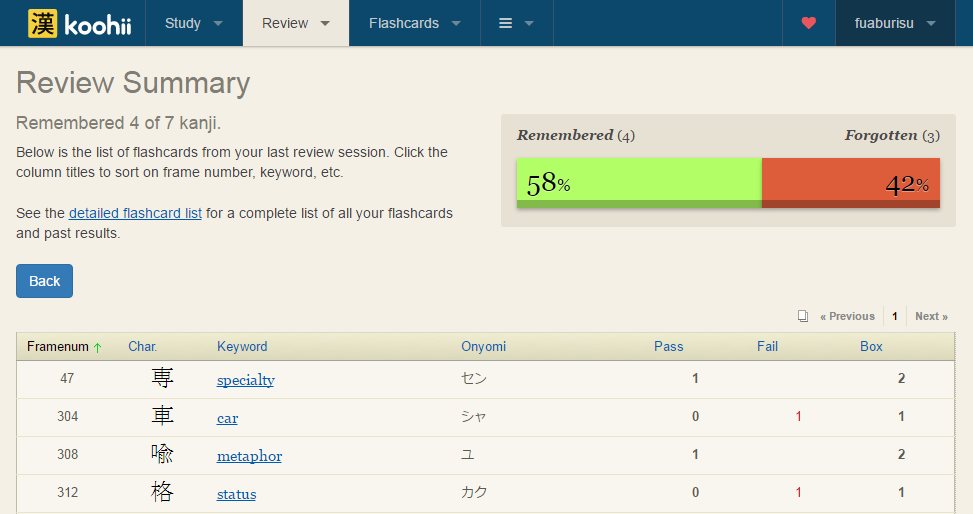 漢 koohii Study Review Flashcards fuaburisu
Review Summary
Remembered 4 of 7 kanji.
Below is the list of flashcards from your last review session. Click the
column titles to sort on frame number, keyword, etc.
See the detailed flashcard list for a complete list of all your flashcards
and past results.
Back
Remembered (4) Forgotten (3)
58% 42%
« Previous 1 Next »
Framenum ↑ Char. Keyword Onyomi Pass Fail Box
47 専 specialty セン 1 2
304 車 car シャ 0 1 1
308 喩 metaphor ユ 1 2
312 格 status カク 0 1 1